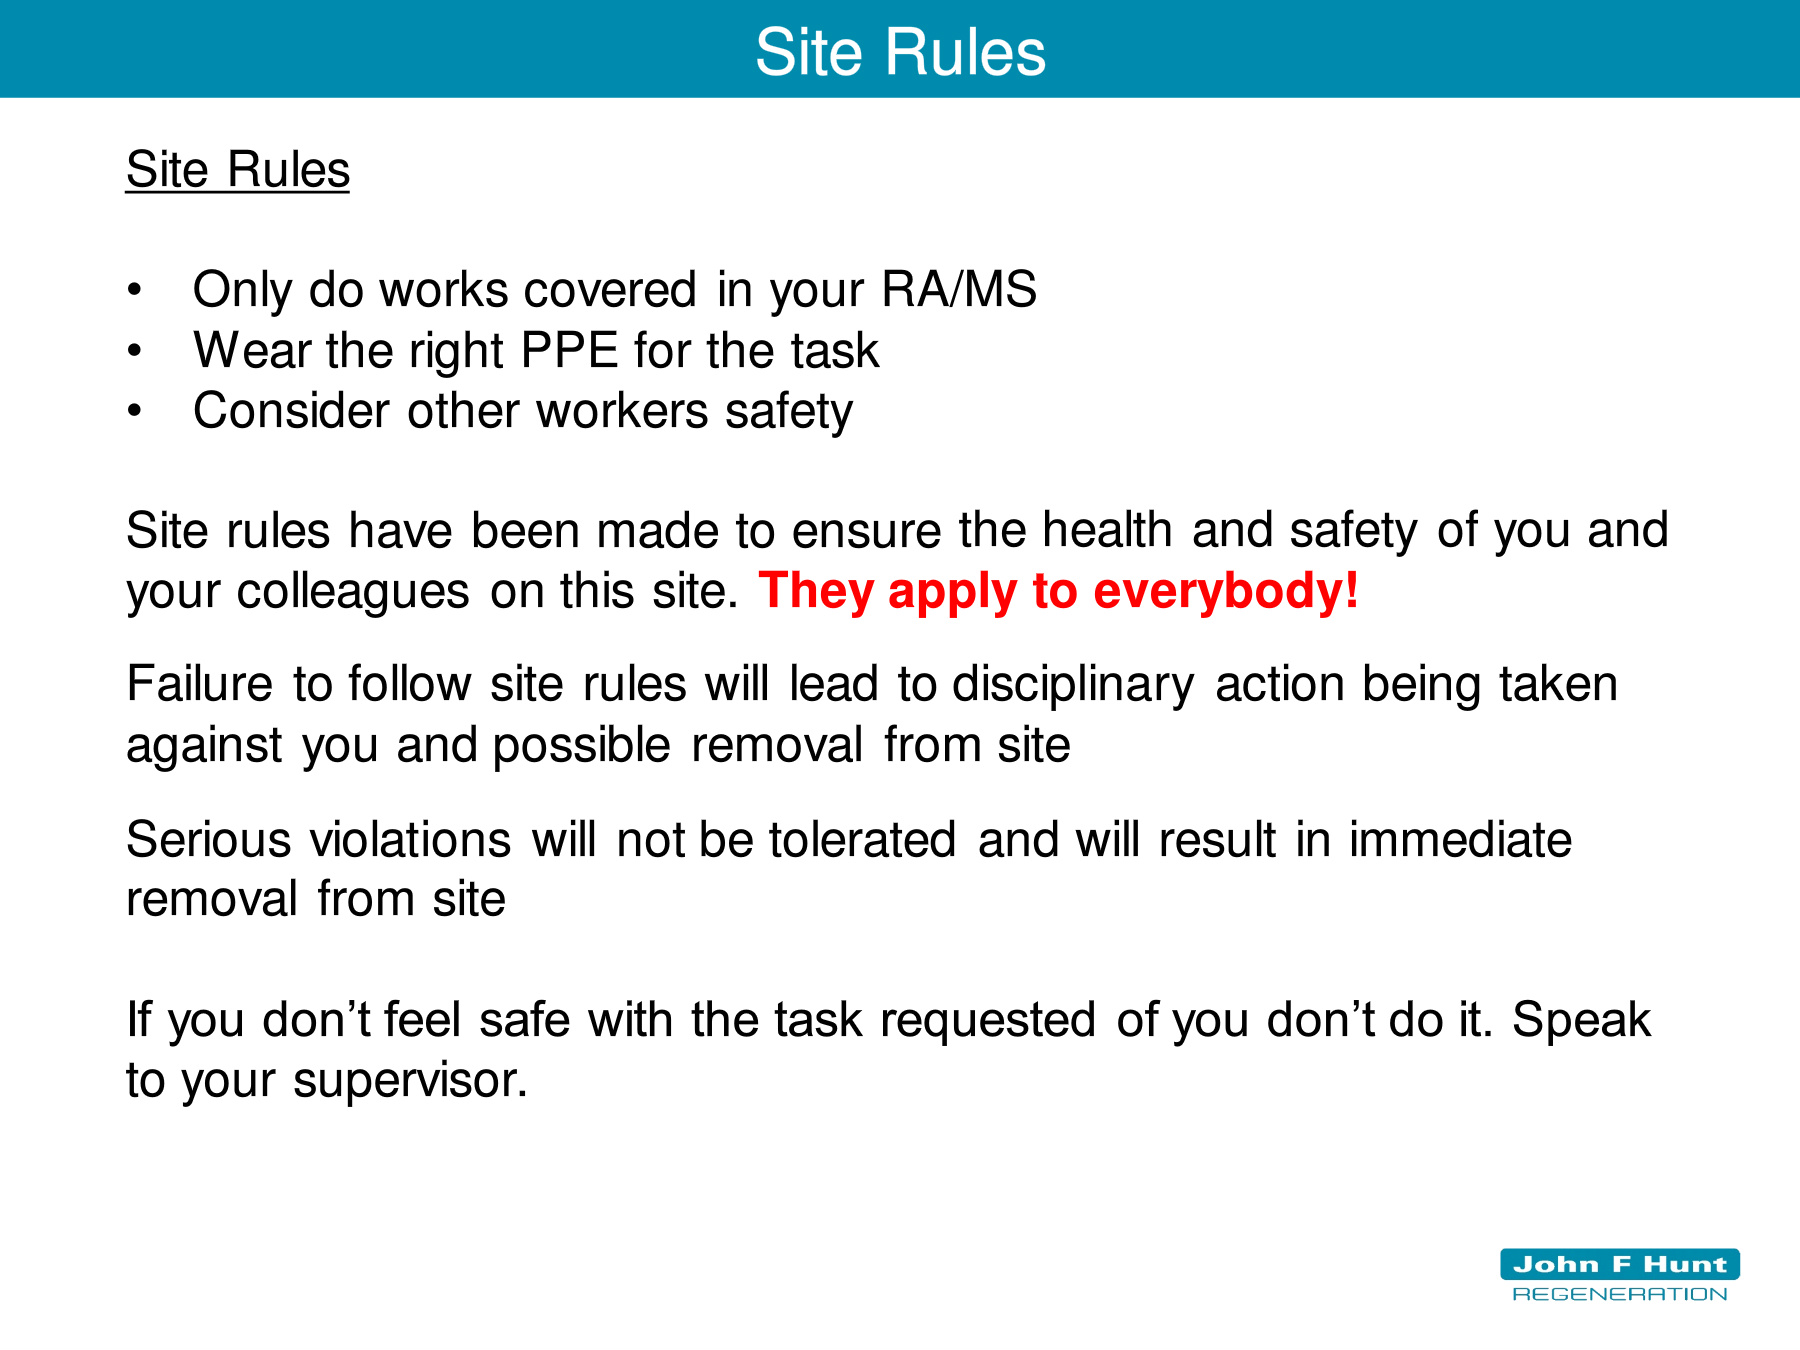 Site Rules
Site Rules
• Only do works covered in your RA/MS
• Wear the right PPE for the task
• Consider other workers safety
Site rules have been made to ensure the health and safety of you and
your colleagues on this site. They apply to everybody!
Failure to follow site rules will lead to disciplinary action being taken
against you and possible removal from site
Serious violations will not be tolerated and will result in immediate
removal from site
If you don’t feel safe with the task requested of you don’t do it. Speak
to your supervisor.
John F Hunt
REGENERATION